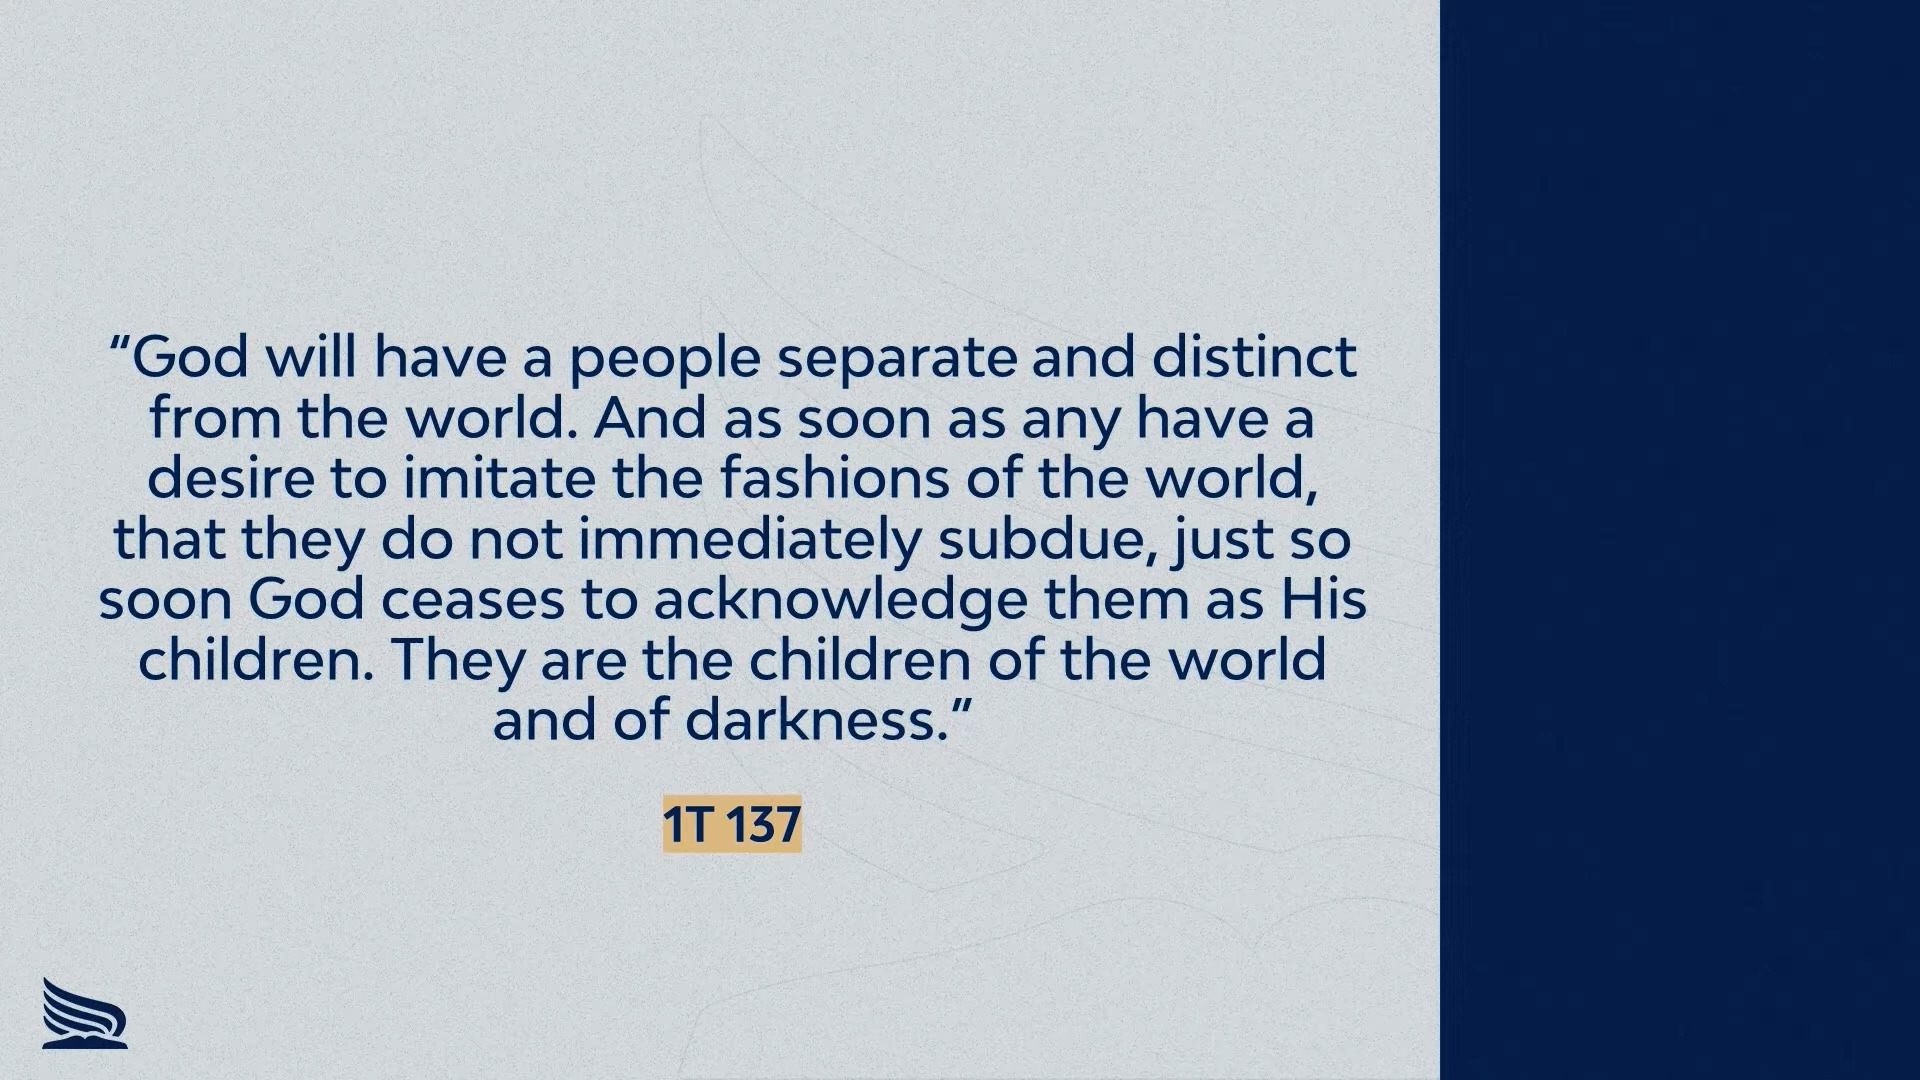 “God will have a people separate and distinct
from the world. And as soon as any have a
desire to imitate the fashions of the world,
that they do not immediately subdue, just so
soon God ceases to acknowledge them as His
children. They are the children of the world
and of darkness.”
1T 137